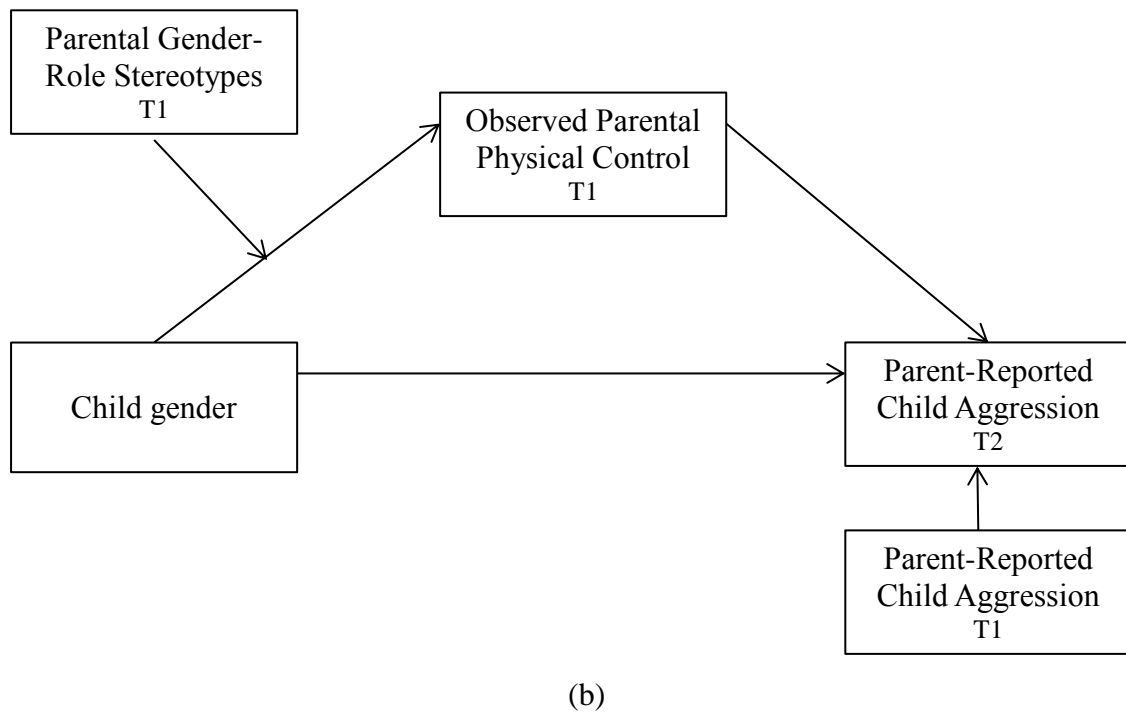 Parental Gender-
Role Stereotypes
T1
Observed Parental
Physical Control
T1
Child gender
Parent-Reported
Child Aggression
T2
Parent-Reported
Child Aggression
T1
(b)